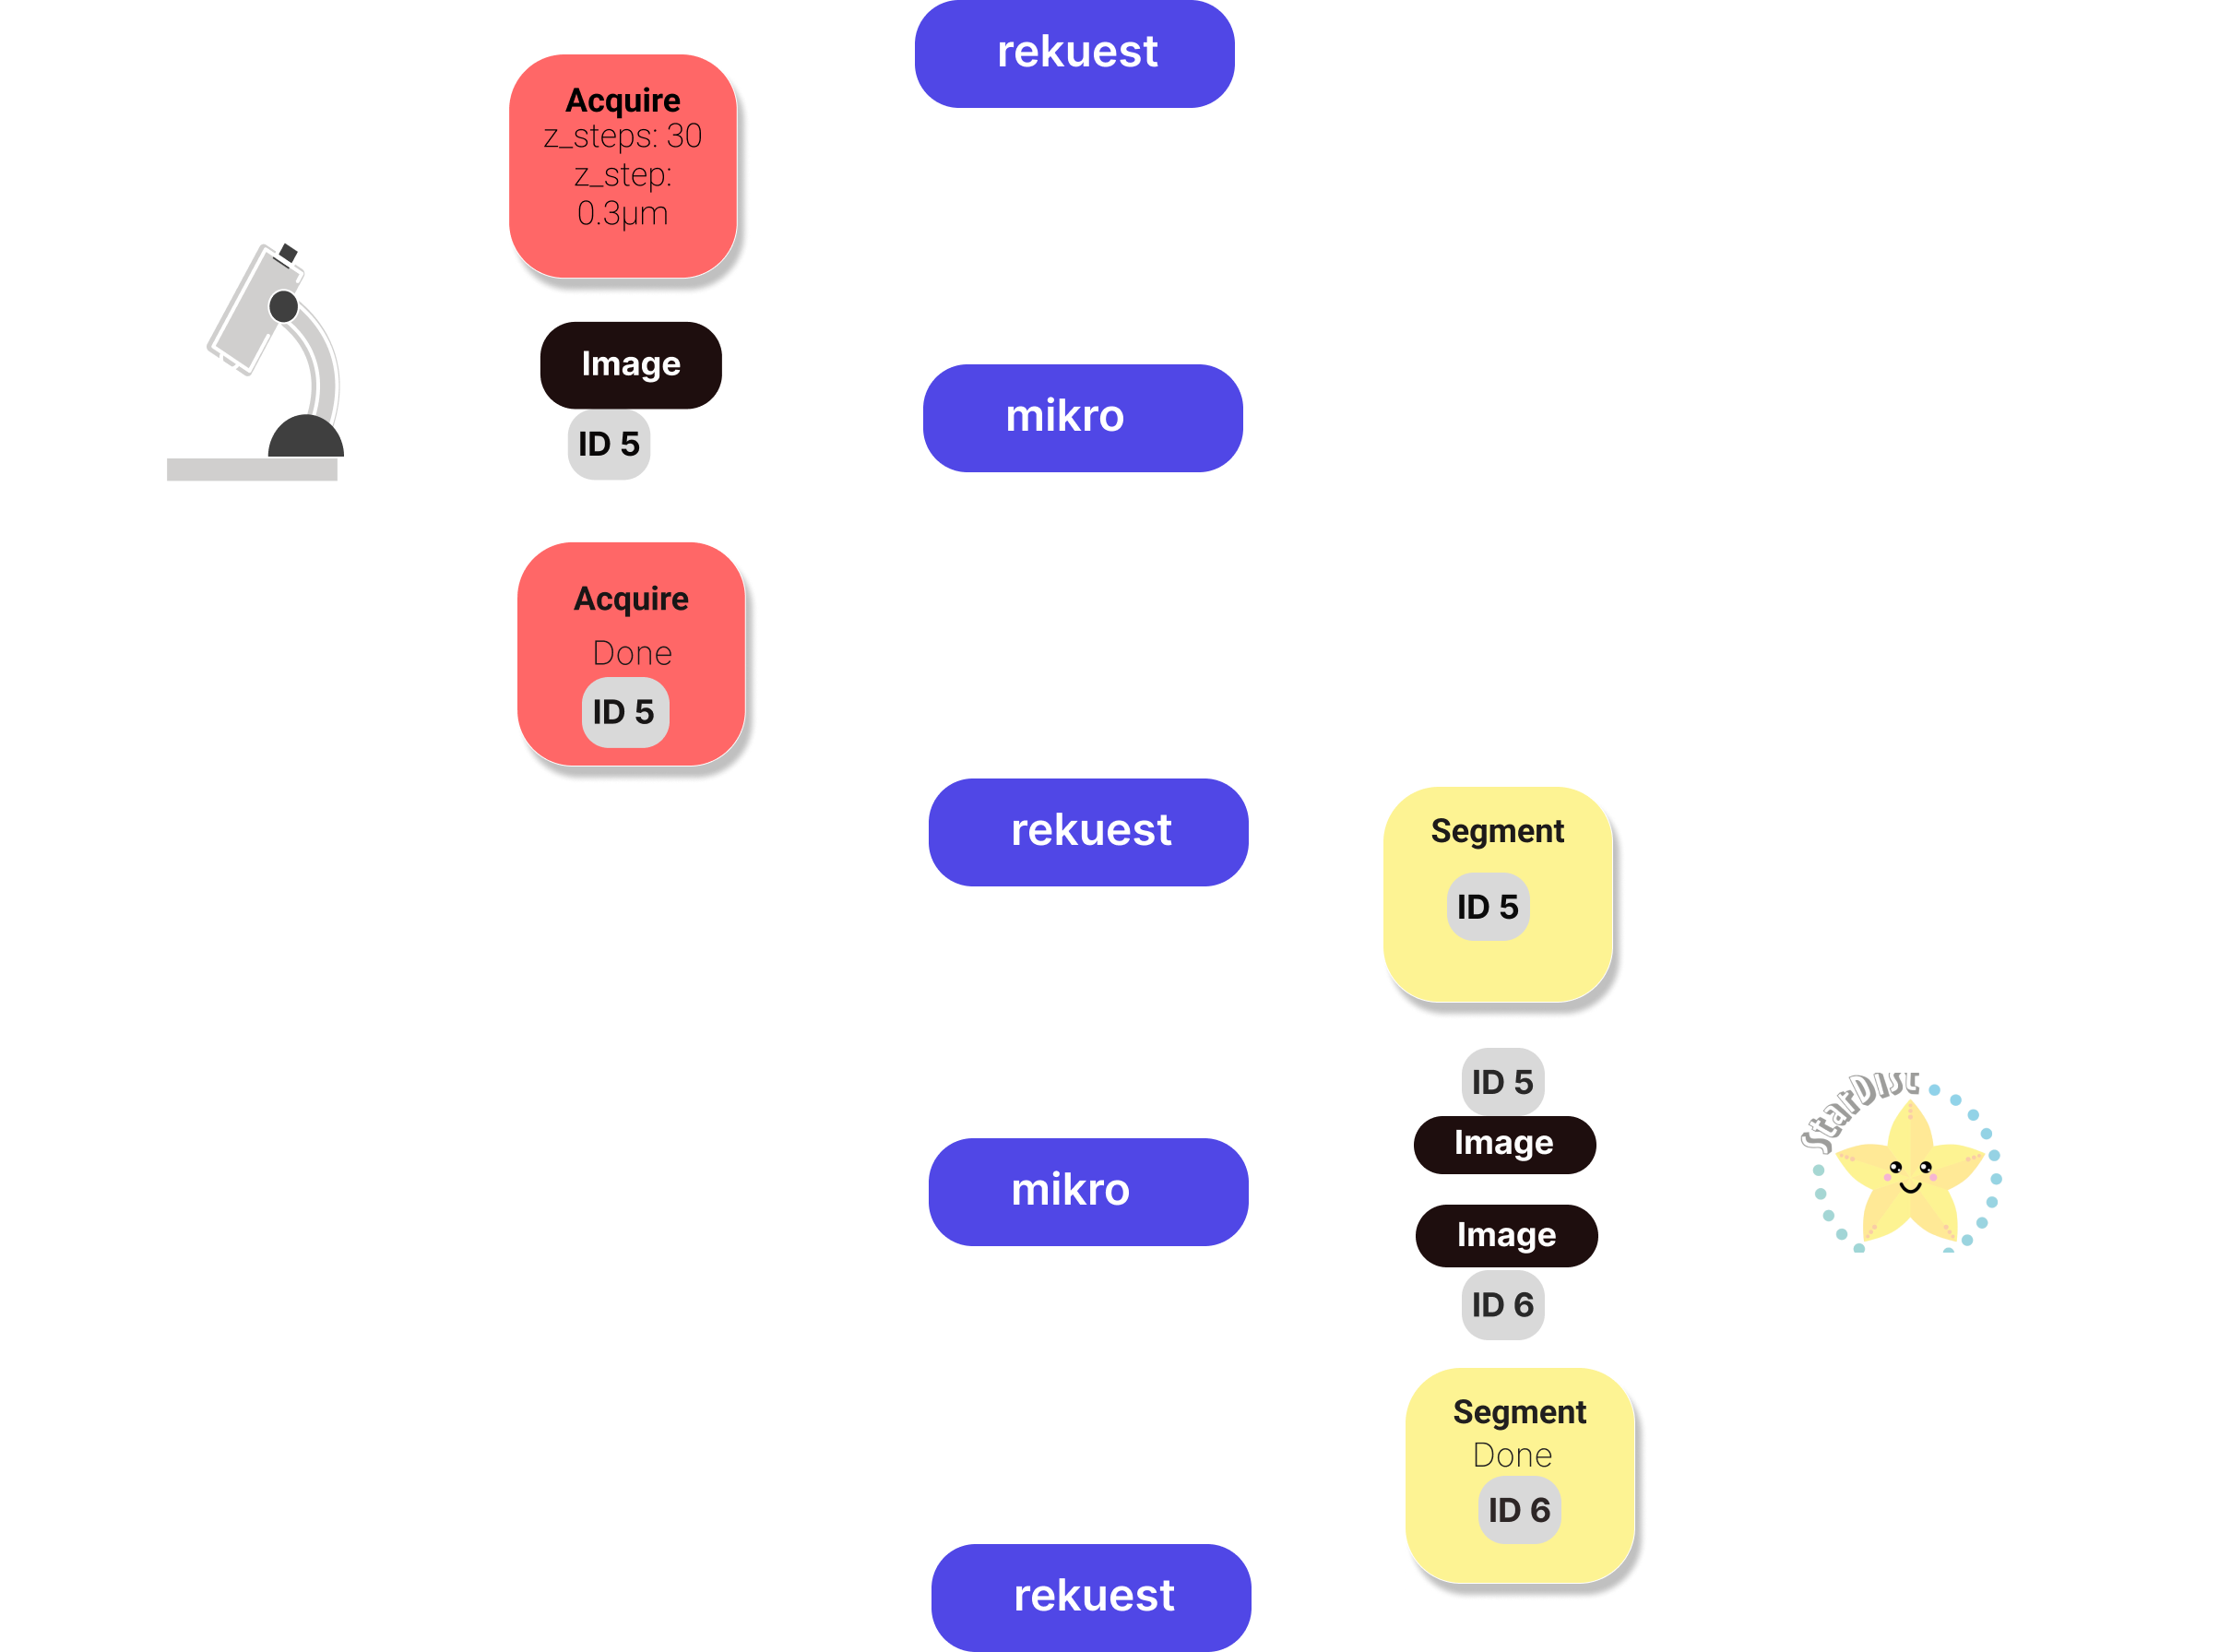 rekuest
Acquire
z_steps: 30
z_step:
0.3µm
Image
ID 5
mikro
Acquire
Done
ID 5
rekuest
Segment
ID 5
ID 5
Image
StarDist
mikro
Image
ID 6
Segment
Done
ID 6
rekuest